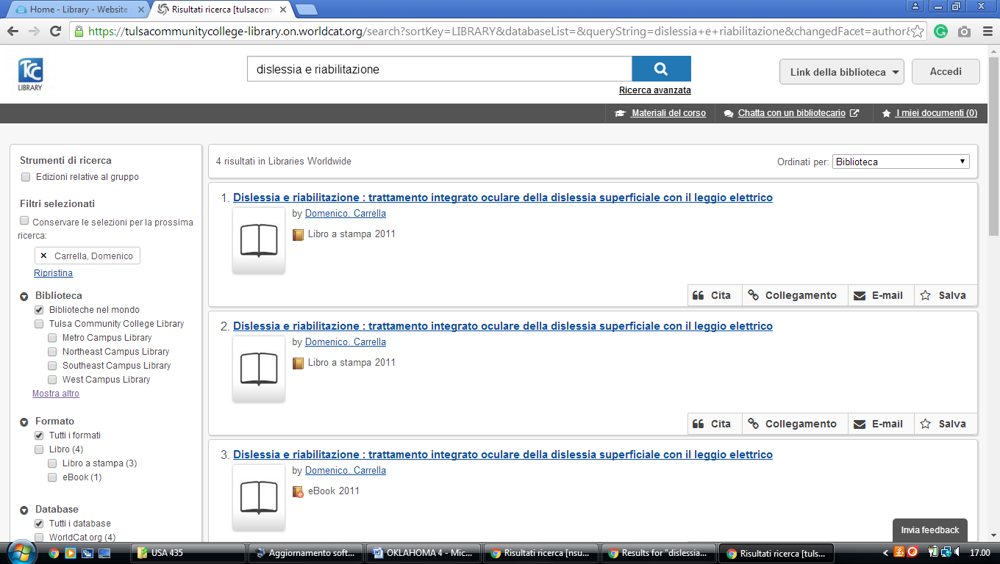 Home - Library - Website
Risultati ricerca [tulsacom
https://tulsacommunitycollege-library.on.worldcat.org/search?sortKey=LIBRARY&databaseList=&queryString=dislessia+e+riabilitazione&changedFacet=author&
TCC
LIBRARY
dislessia e riabilitazione
Ricerca avanzata
Link della biblioteca
Accedi
Materiali del corso
Chatta con un bibliotecario
I miei documenti (0)
Strumenti di ricerca
Edizioni relative al gruppo
Filtri selezionati
Conservare le selezioni per la prossima
ricerca:
× Carrella, Domenico
Ripristina
Biblioteca
Biblioteche nel mondo
Tulsa Community College Library
Metro Campus Library
Northeast Campus Library
Southeast Campus Library
West Campus Library
Mostra altro
Formato
Tutti i formati
Libro (4)
Libro a stampa (3)
eBook (1)
Database
Tutti i database
WorldCat.org (4)
4 risultati in Libraries Worldwide
Ordinati per: Biblioteca
1. Dislessia e riabilitazione : trattamento integrato oculare della dislessia superficiale con il leggio elettrico
by Domenico. Carrella
Libro a stampa 2011
Cita Collegamento E-mail Salva
2. Dislessia e riabilitazione : trattamento integrato oculare della dislessia superficiale con il leggio elettrico
by Domenico. Carrella
Libro a stampa 2011
Cita Collegamento E-mail Salva
3. Dislessia e riabilitazione : trattamento integrato oculare della dislessia superficiale con il leggio elettrico
by Domenico. Carrella
eBook 2011
Invia feedback
USA 435
Aggiornamento soft...
OKLAHOMA 4 - Mic...
Risultati ricerca [nsu...
Results for "dislessia...
Risultati ricerca [tuls...
17.00